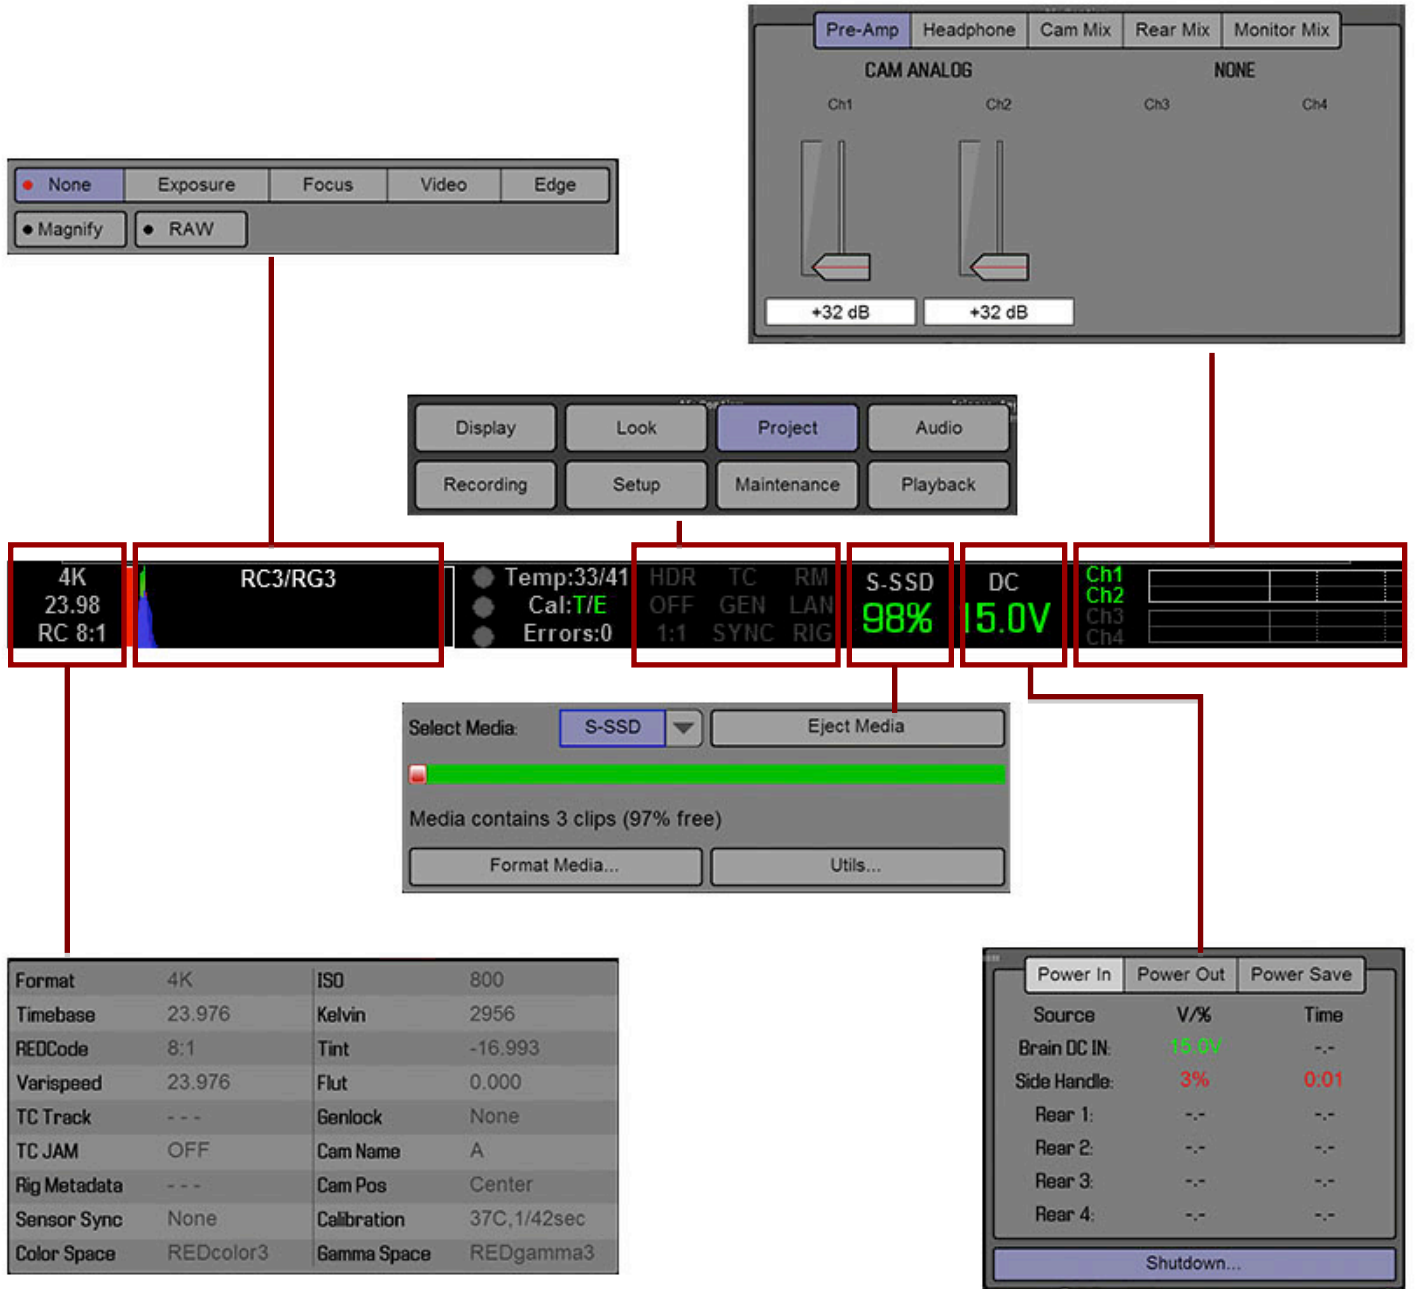 Pre-Amp Headphone Cam Mix Rear Mix Monitor Mix
CAM ANALOG NONE
Ch1 Ch2 Ch3 Ch4
+32 dB +32 dB
None Exposure Focus Video Edge
Magnify RAW
Display Look Project Audio
Recording Setup Maintenance Playback
4K
23.98
RC 8:1
RC3/RG3
Temp:33/41
Cal:T/E
Errors:0
HDR TC RM
OFF GEN LAN
1:1 SYNC RIG
S-SSD
98%
DC
15.0V
Ch1
Ch2
Ch3
Ch4
Select Media: S-SSD Eject Media
Media contains 3 clips (97% free)
Format Media... Utils...
Format 4K ISO 800
Timebase 23.976 Kelvin 2956
REDCode 8:1 Tint -16.993
Varispeed 23.976 Flut 0.000
TC Track - - - Genlock None
TC JAM OFF Cam Name A
Rig Metadata - - - Cam Pos Center
Sensor Sync None Calibration 37C,1/42sec
Color Space REDcolor3 Gamma Space REDgamma3
Power In Power Out Power Save
Source V/% Time
Brain DC IN: 15.0V -.-
Side Handle: 3% 0:01
Rear 1: -.- -.-
Rear 2: -.- -.-
Rear 3: -.- -.-
Rear 4: -.- -.-
Shutdown...